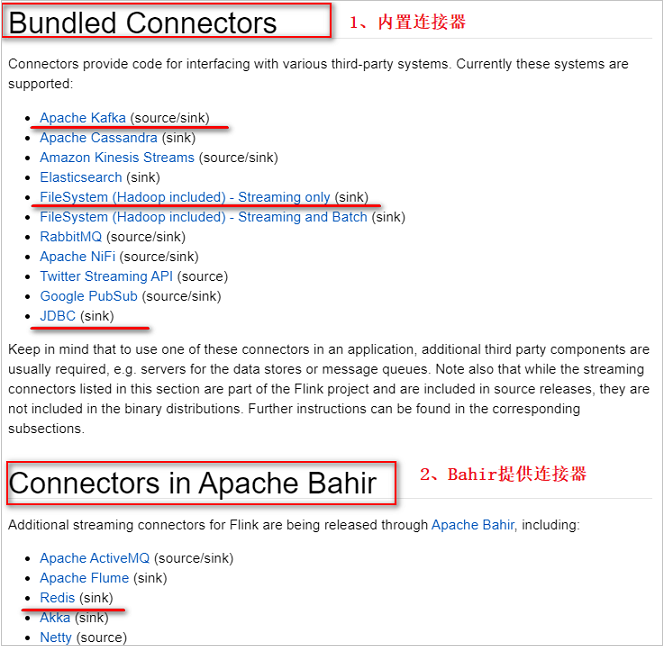 Bundled Connectors
1、内置连接器
Connectors provide code for interfacing with various third-party systems. Currently these systems are
supported:
Apache Kafka (source/sink)
Apache Cassandra (sink)
Amazon Kinesis Streams (source/sink)
Elasticsearch (sink)
FileSystem (Hadoop included) - Streaming only (sink)
FileSystem (Hadoop included) - Streaming and Batch (sink)
RabbitMQ (source/sink)
Apache NiFi (source/sink)
Twitter Streaming API (source)
Google PubSub (source/sink)
JDBC (sink)
Keep in mind that to use one of these connectors in an application, additional third party components are
usually required, e.g. servers for the data stores or message queues. Note also that while the streaming
connectors listed in this section are part of the Flink project and are included in source releases, they are
not included in the binary distributions. Further instructions can be found in the corresponding
subsections.
Connectors in Apache Bahir
2、Bahir提供连接器
Additional streaming connectors for Flink are being released through Apache Bahir, including:
Apache ActiveMQ (source/sink)
Apache Flume (sink)
Redis (sink)
Akka (sink)
Netty (source)